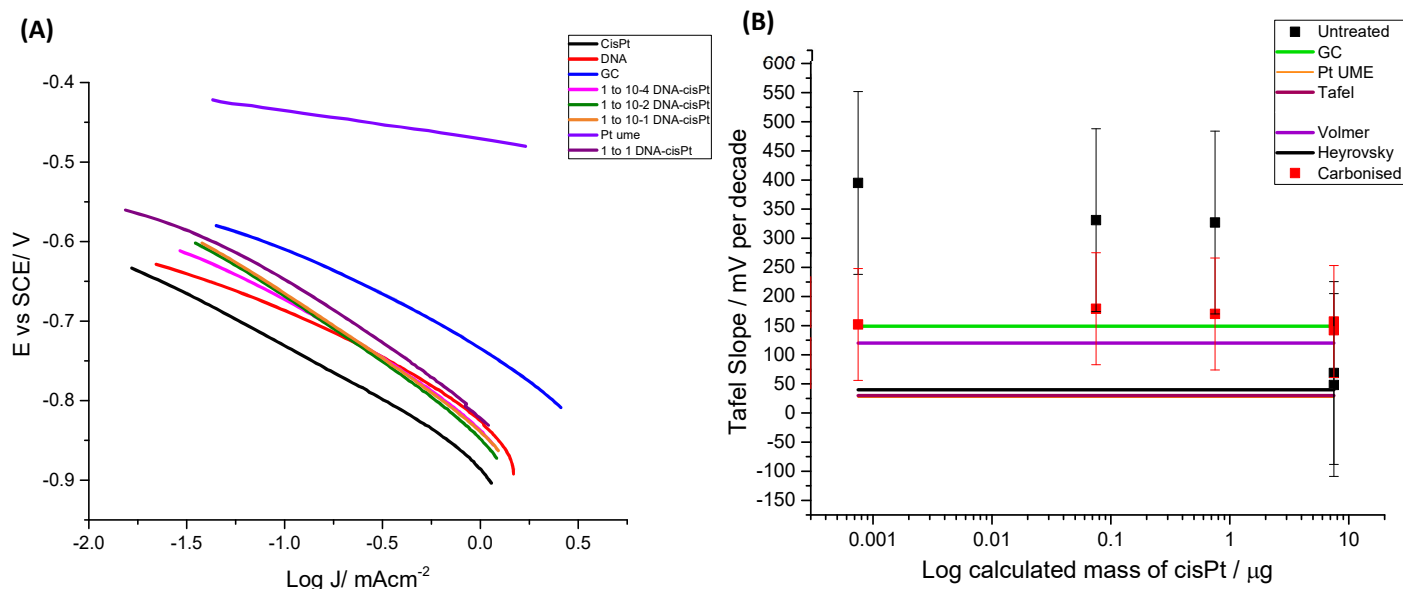 (A)
CisPt
DNA
GC
1 to 10-4 DNA-cisPt
1 to 10-2 DNA-cisPt
1 to 10-1 DNA-cisPt
Pt ume
1 to 1 DNA-cisPt
E vs SCE/ V
-0.4
-0.5
-0.6
-0.7
-0.8
-0.9
-2.0 -1.5 -1.0 -0.5 0.0 0.5
Log J/ mAcm-2
(B)
Untreated
GC
Pt UME
Tafel
Volmer
Heyrovsky
Carbonised
Tafel Slope / mV per decade
600
550
500
450
400
350
300
250
200
150
100
50
0
-50
-100
-150
0.001 0.01 0.1 1 10
Log calculated mass of cisPt / μg